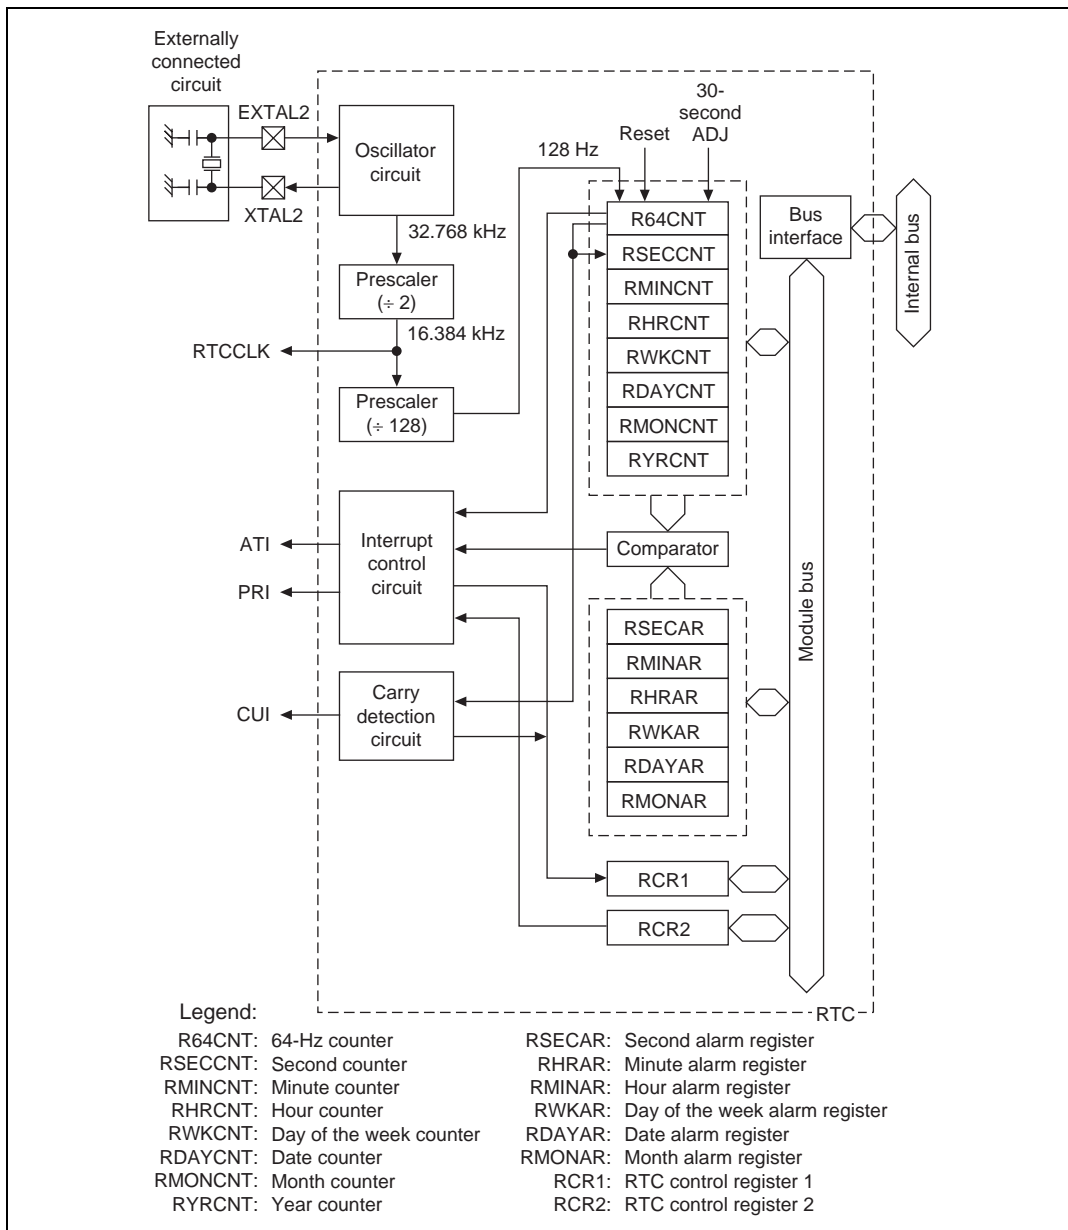 Externally
connected
circuit
EXTAL2
XTAL2
Oscillator
circuit
32.768 kHz
Prescaler
(÷ 2)
16.384 kHz
RTCCLK
Prescaler
(÷ 128)
128 Hz
Reset
30-
second
ADJ
R64CNT
RSECCNT
RMINCNT
RHRCNT
RWKCNT
RDAYCNT
RMONCNT
RYRCNT
Bus
interface
Internal bus
Module bus
ATI
PRI
Interrupt
control
circuit
Comparator
CUI
Carry
detection
circuit
RSECAR
RMINAR
RHRAR
RWKAR
RDAYAR
RMONAR
RCR1
RCR2
RTC
Legend:
R64CNT: 64-Hz counter
RSECCNT: Second counter
RMINCNT: Minute counter
RHRCNT: Hour counter
RWKCNT: Day of the week counter
RDAYCNT: Date counter
RMONCNT: Month counter
RYRCNT: Year counter
RSECAR: Second alarm register
RHRAR: Minute alarm register
RMINAR: Hour alarm register
RWKAR: Day of the week alarm register
RDAYAR: Date alarm register
RMONAR: Month alarm register
RCR1: RTC control register 1
RCR2: RTC control register 2